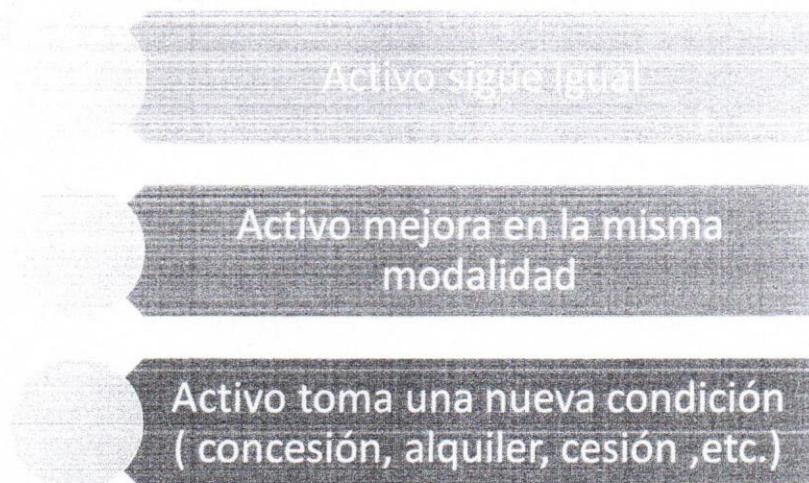 Activo sigue Igual
Activo mejora en la misma
modalidad
Activo toma una nueva condición
( concesión, alquiler, cesión ,etc.)